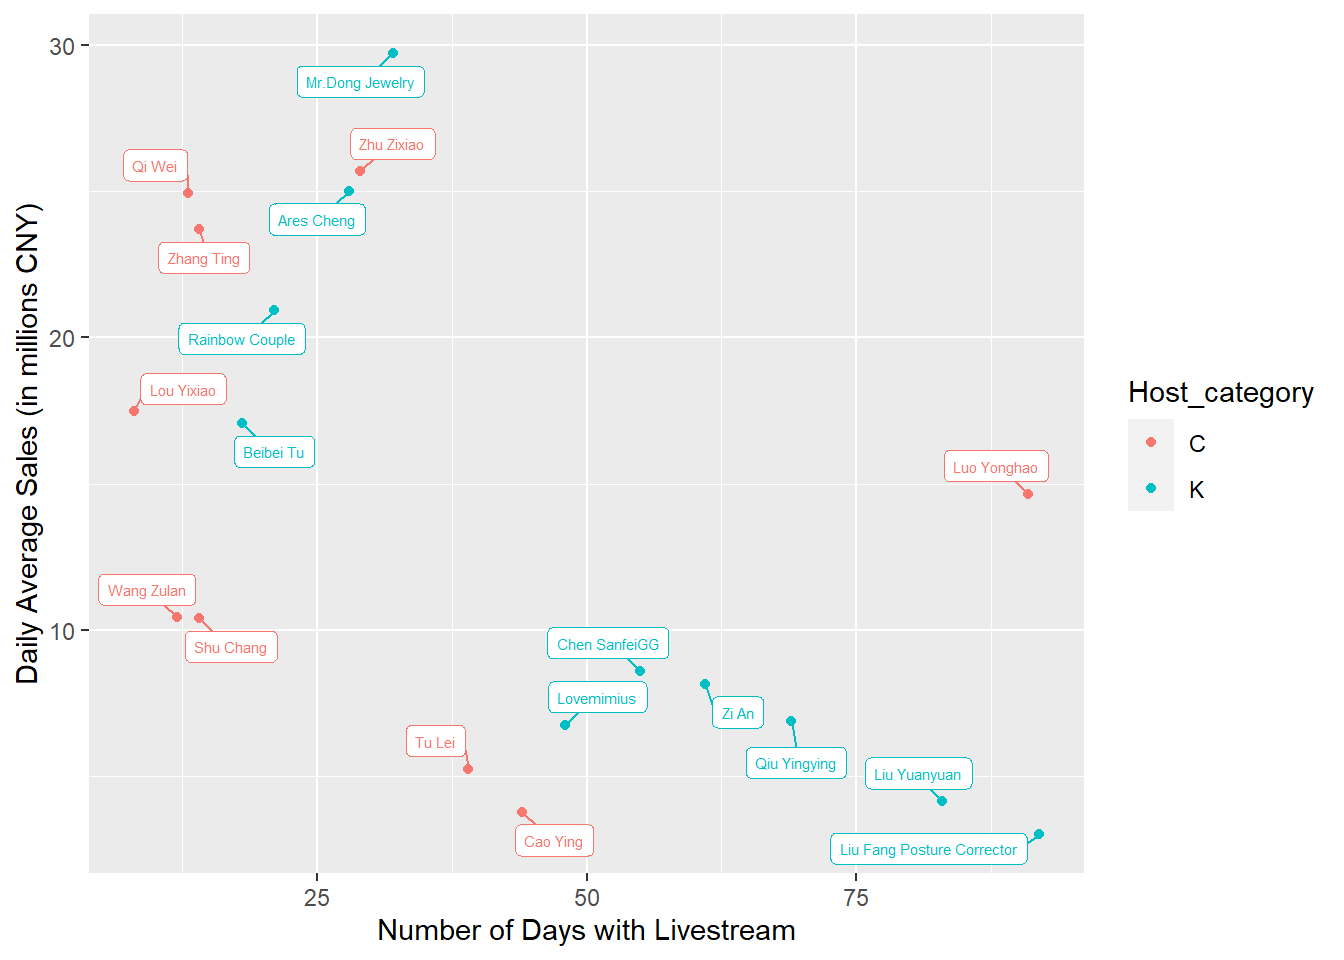 30
Mr.Dong Jewelry
Zhu Zixiao
Qi Wei
Ares Cheng
Zhang Ting
Rainbow Couple
20
Lou Yixiao
Beibei Tu
Luo Yonghao
Wang Zulan
Shu Chang
10
Chen SanfeiGG
Lovemimius
Zi An
Tu Lei
Qiu Yingying
Liu Yuanyuan
Cao Ying
Liu Fang Posture Corrector
25
50
75
Number of Days with Livestream
Daily Average Sales (in millions CNY)
Host_category
C
K